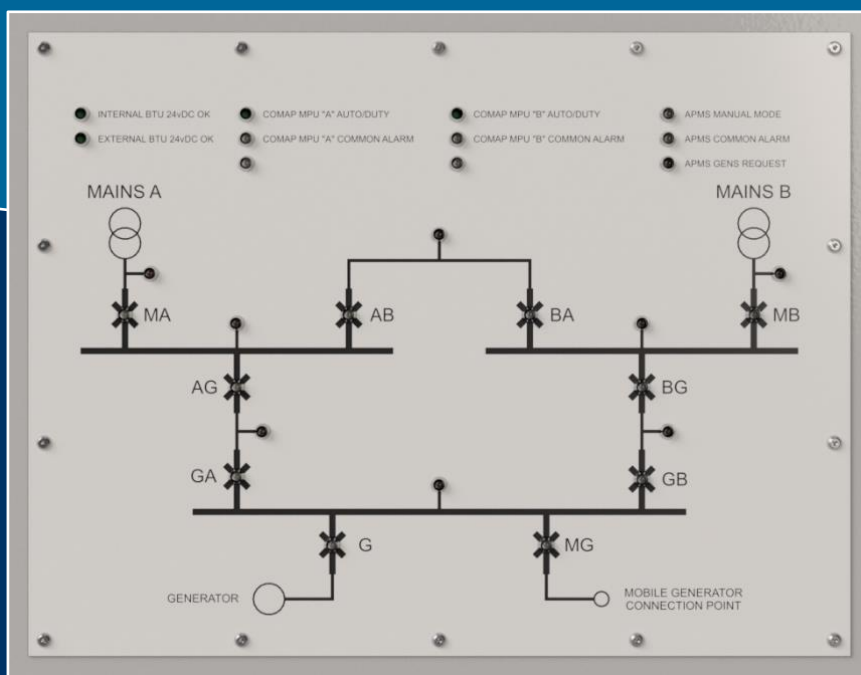 INTERNAL BTU 24vDC OK
COMAP MPU "A" AUTO/DUTY
COMAP MPU "B" AUTO/DUTY
APMS MANUAL MODE
EXTERNAL BTU 24vDC OK
COMAP MPU "A" COMMON ALARM
COMAP MPU "B" COMMON ALARM
APMS COMMON ALARM
APMS GENS REQUEST
MAINS A
MAINS B
MA
AB
BA
MB
AG
BG
GA
GB
G
MG
GENERATOR
MOBILE GENERATOR
CONNECTION POINT